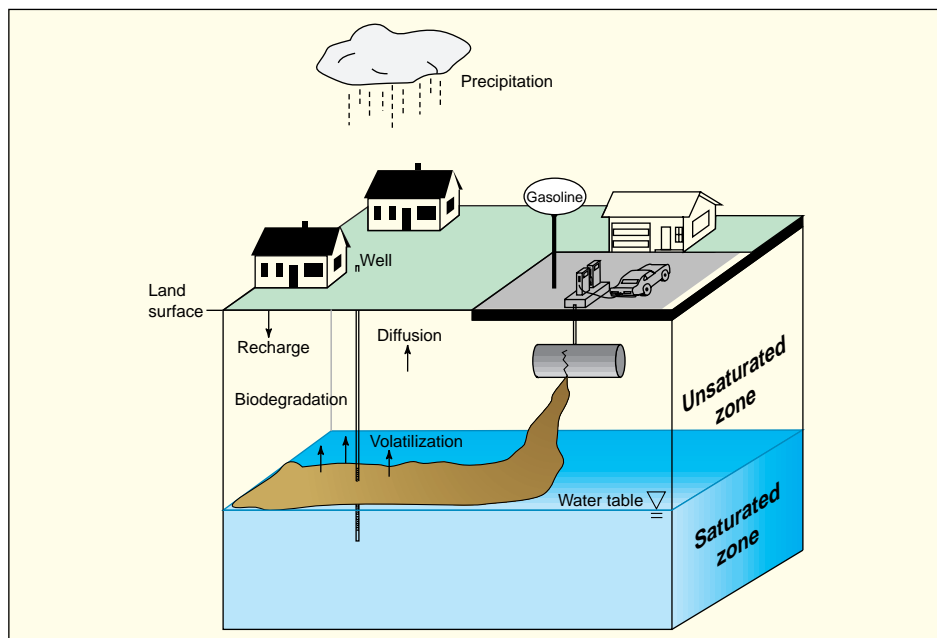 Precipitation
Gasoline
Well
Land
surface
Recharge
Diffusion
Biodegradation
Volatilization
Water table
Unsaturated
zone
Saturated
zone